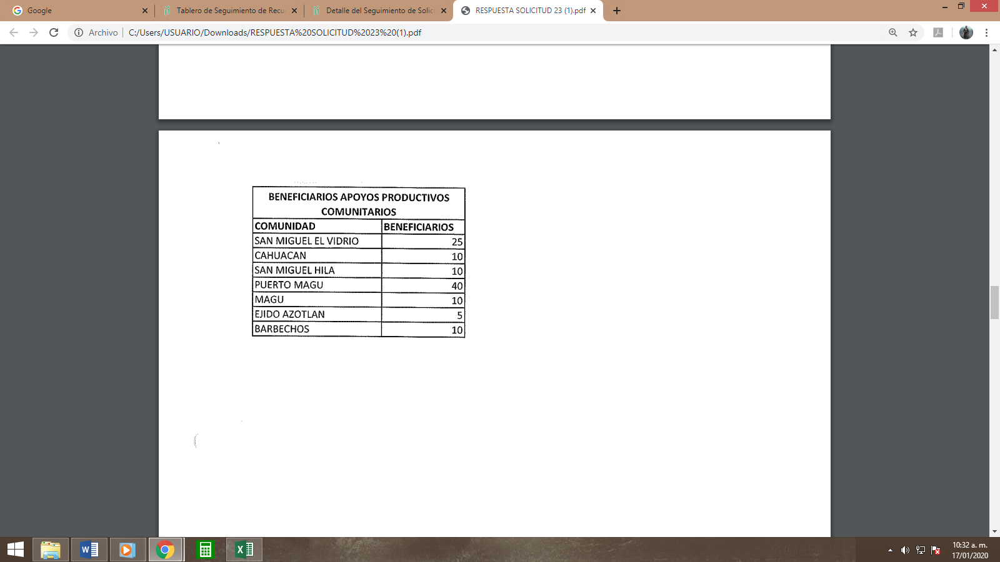 Google
Tablero de Seguimiento de Recu
Detalle del Seguimiento de Solici
RESPUESTA SOLICITUD 23 (1).pdf
Archivo
C:/Users/USUARIO/Downloads/RESPUESTA%20SOLICITUD%2023%20(1).pdf
BENEFICIARIOS APOYOS PRODUCTIVOS
COMUNITARIOS
COMUNIDAD BENEFICIARIOS
SAN MIGUEL EL VIDRIO 25
CAHUACAN 10
SAN MIGUEL HILA 10
PUERTO MAGU 40
MAGU 10
EJIDO AZOTLAN 5
BARBECHOS 10
10:32 a. m.
17/01/2020